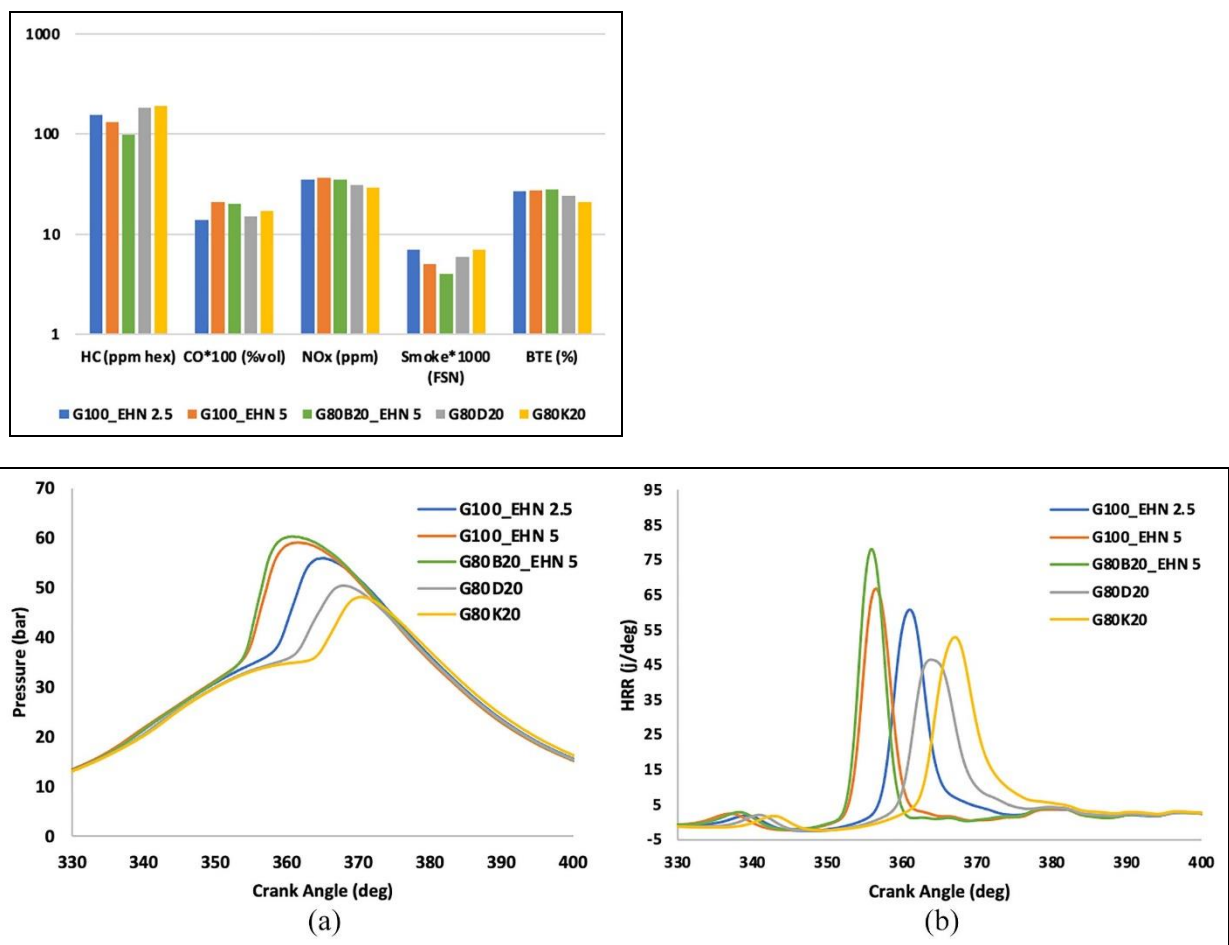 1000
100
10
1
HC (ppm hex) CO*100 (%vol) NOx (ppm) Smoke*1000 BTE (%)
(FSN)
G100_EHN 2.5 G100_EHN 5 G80B20_EHN 5 G80D20 G80K20
70
60
50
40
30
20
10
0
Pressure (bar)
G100_EHN 2.5
G100_EHN 5
G80B20_EHN 5
G80D20
G80K20
330 340 350 360 370 380 390 400
Crank Angle (deg)
(a)
95
85
75
65
55
45
35
25
15
5
-5
HRR (j/deg)
G100_EHN 2.5
G100_EHN 5
G80B20_EHN 5
G80D20
G80K20
330 340 350 360 370 380 390 400
Crank Angle (deg)
(b)